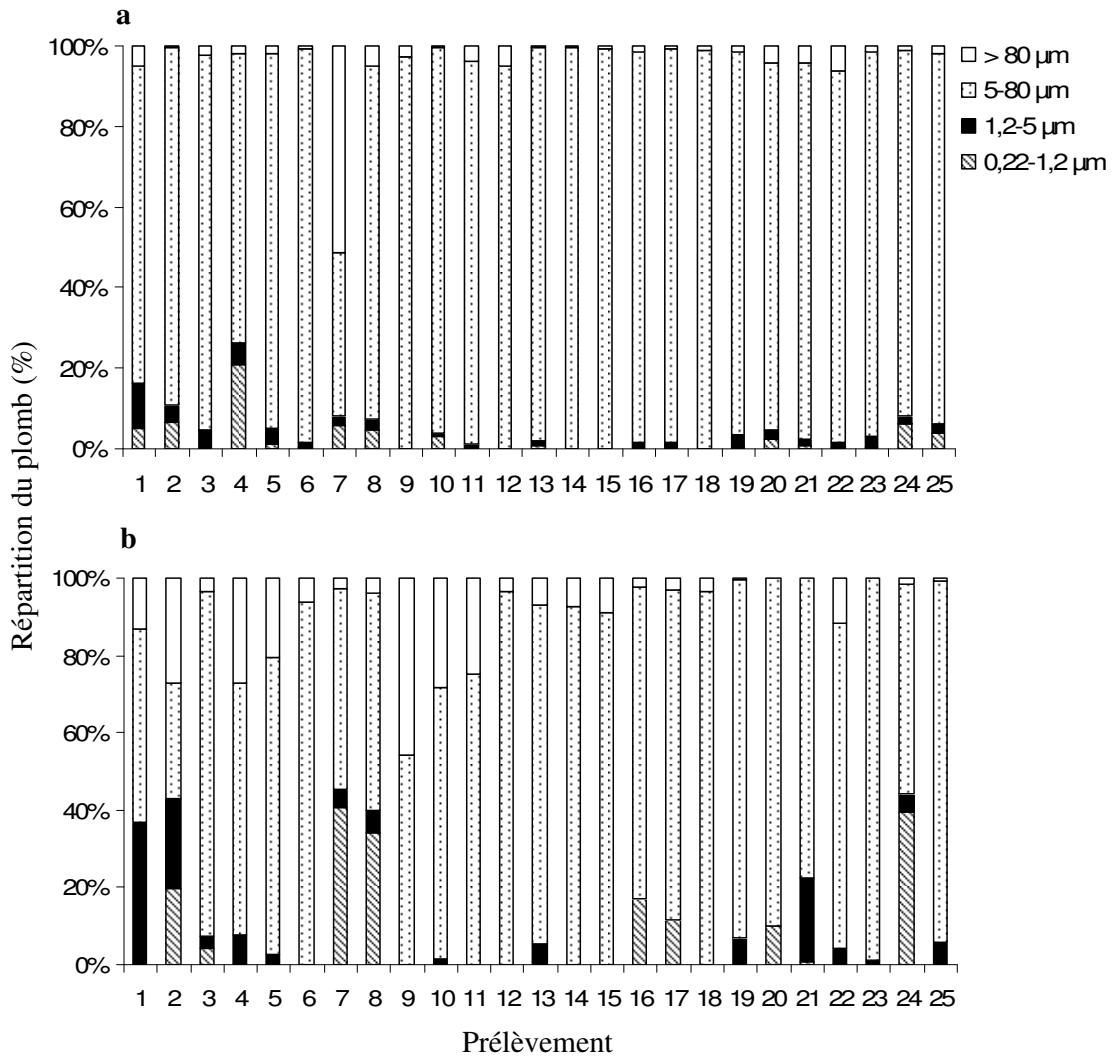 a
100%
80%
60%
40%
20%
0%
1 2 3 4 5 6 7 8 9 10 11 12 13 14 15 16 17 18 19 20 21 22 23 24 25
> 80 µm
5-80 µm
1,2-5 µm
0,22-1,2 µm
Répartition du plomb (%)
b
100%
80%
60%
40%
20%
0%
1 2 3 4 5 6 7 8 9 10 11 12 13 14 15 16 17 18 19 20 21 22 23 24 25
Prélèvement